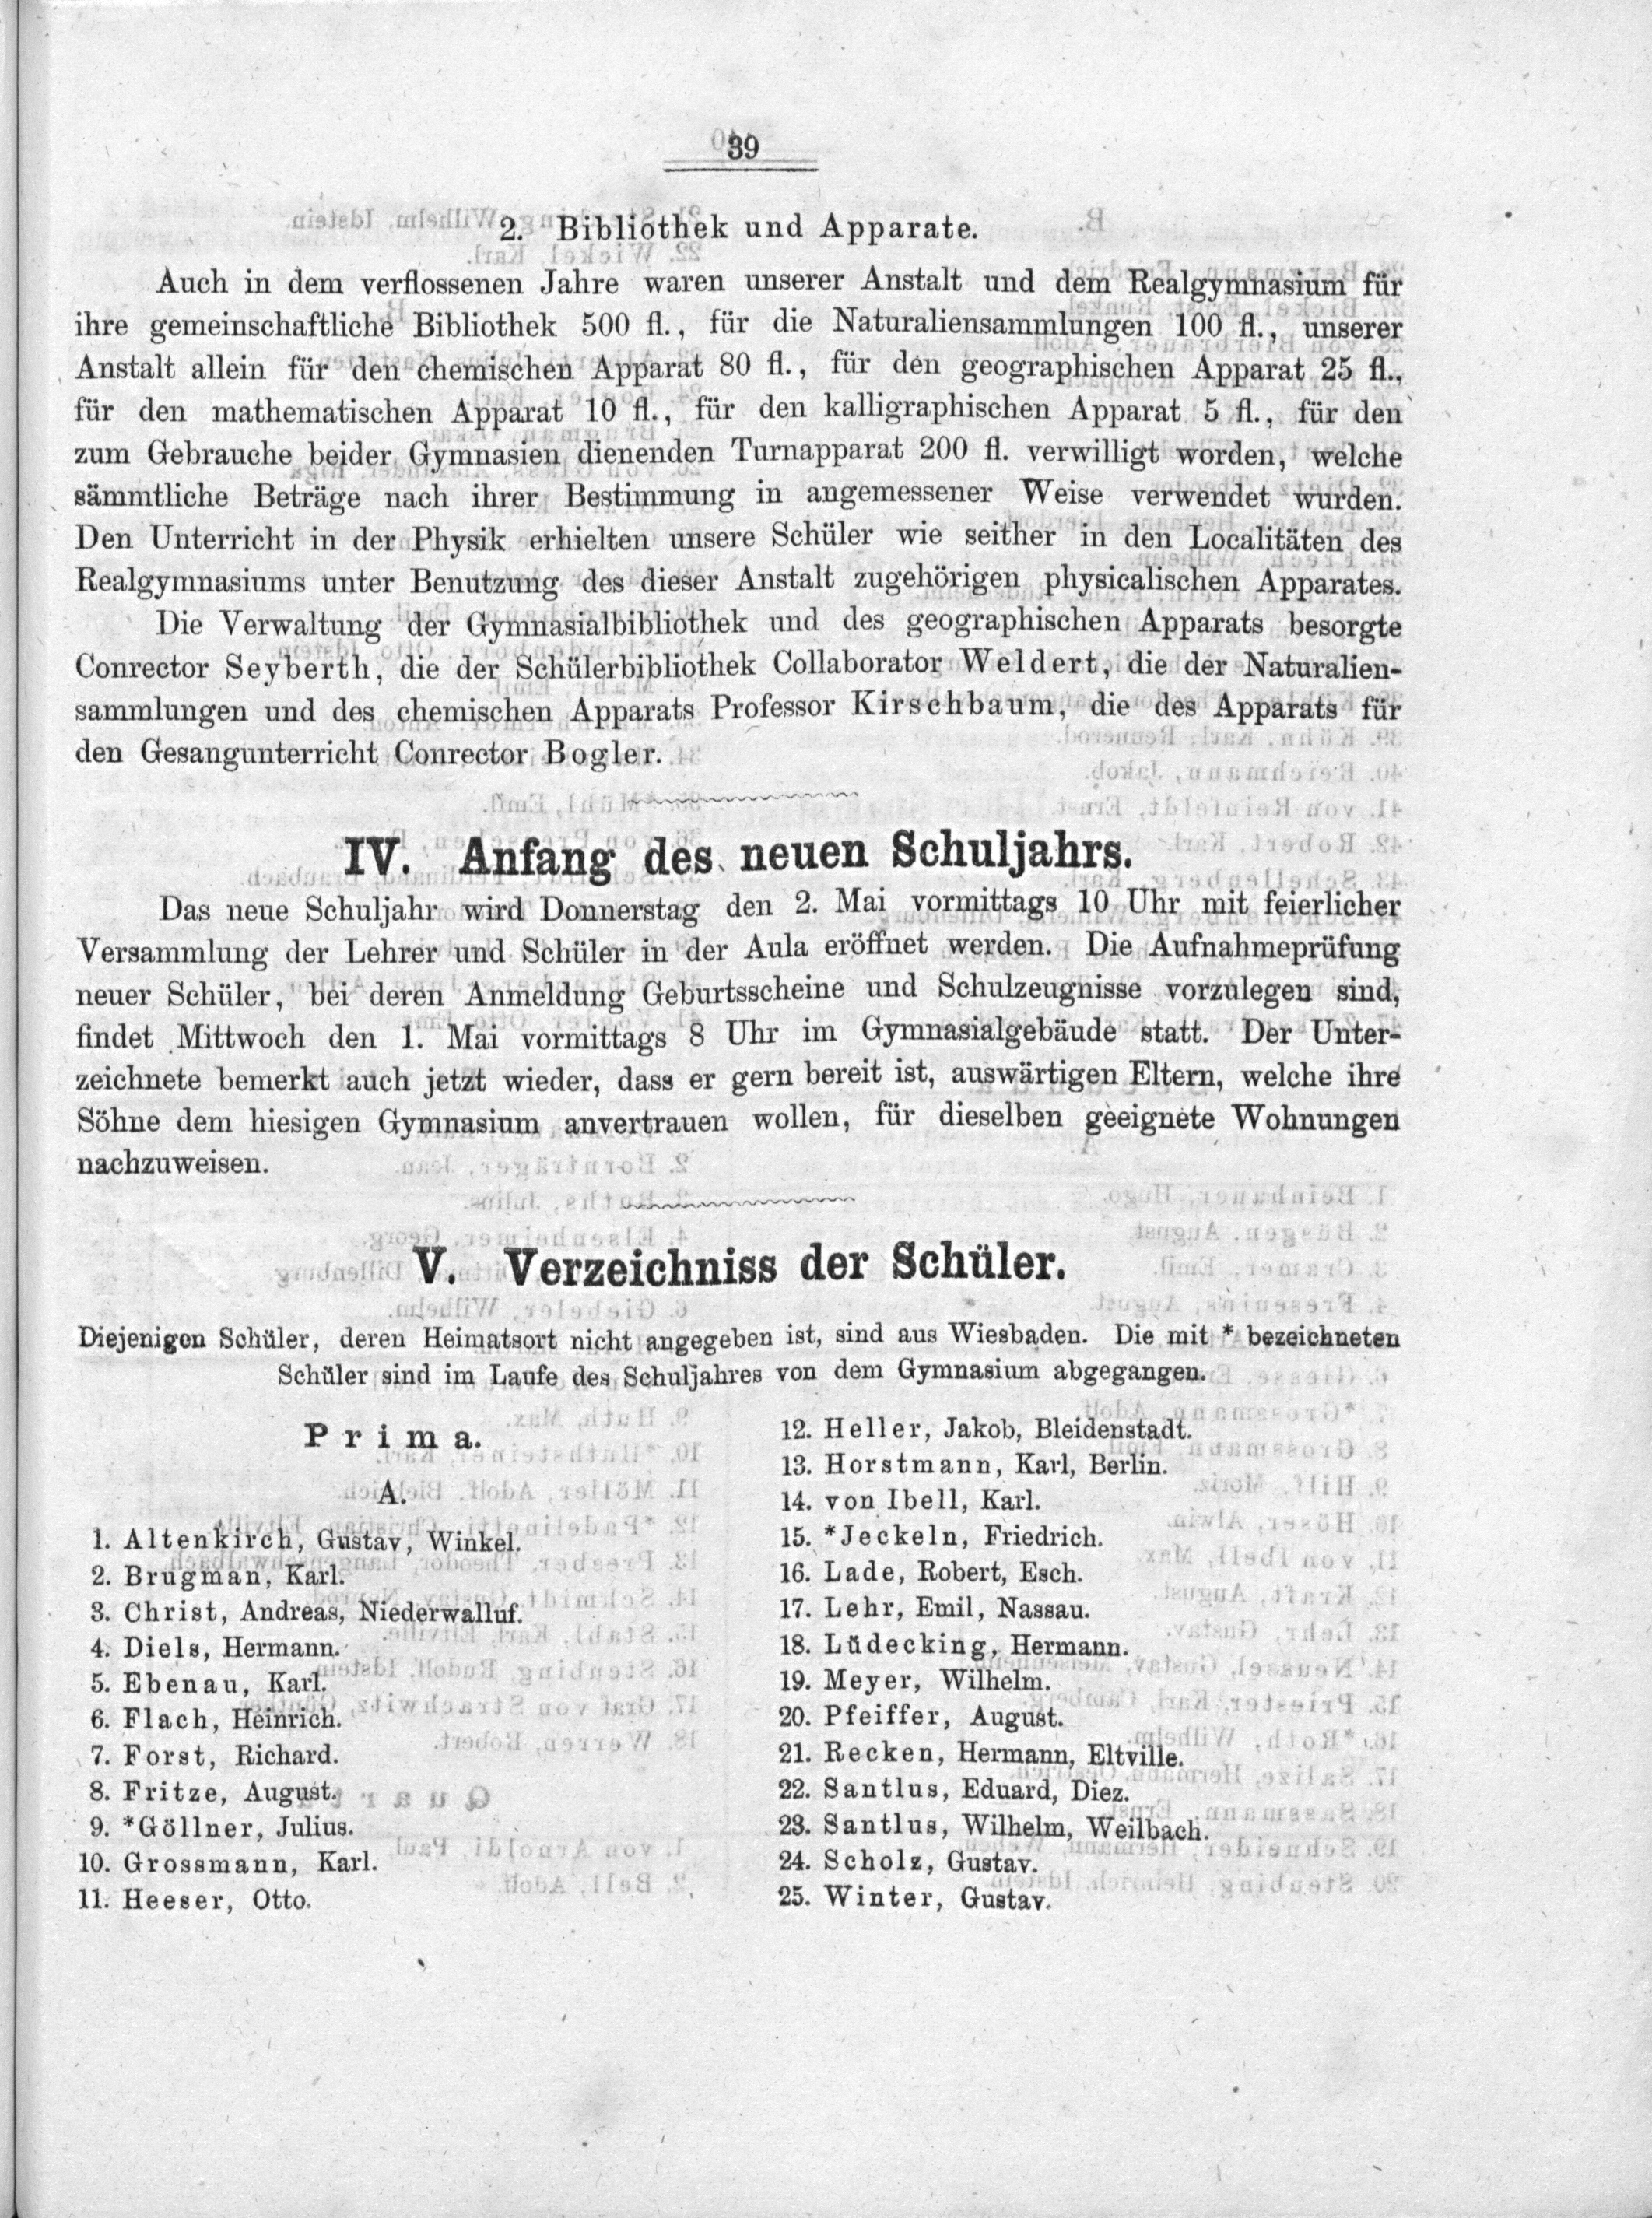 39
2. Bibliothek und Apparate.
Auch in dem verflossenen Jahre waren unserer Anstalt und dem Realgymnasium für
ihre gemeinschaftliche Bibliothek 500 fl., für die Naturaliensammlungen 100 fl., unserer
Anstalt allein für den chemischen Apparat 80 fl., für den geographischen Apparat 25 fl.,
für den mathematischen Apparat 10 fl., für den kalligraphischen Apparat 5 fl., für den
zum Gebrauche beider Gymnasien dienenden Turnapparat 200 fl. verwilligt worden, welche
sämmtliche Beträge nach ihrer Bestimmung in angemessener Weise verwendet wurden.
Den Unterricht in der Physik erhielten unsere Schüler wie seither in den Localitäten des
Realgymnasiums unter Benutzung des dieser Anstalt zugehörigen physicalischen Apparates.
Die Verwaltung der Gymnasialbibliothek und des geographischen Apparats besorgte
Conrector Seyberth, die der Schülerbibliothek Collaborator Weldert, die der Naturalien-
sammlungen und des chemischen Apparats Professor Kirschbaum, die des Apparats für
den Gesangunterricht Conrector Bogler.
IV. Anfang des neuen Schuljahrs.
Das neue Schuljahr wird Donnerstag den 2. Mai vormittags 10 Uhr mit feierlicher
Versammlung der Lehrer und Schüler in der Aula eröffnet werden. Die Aufnahmeprüfung
neuer Schüler, bei deren Anmeldung Geburtsscheine und Schulzeugnisse vorzulegen sind,
findet Mittwoch den 1. Mai vormittags 8 Uhr im Gymnasialgebäude statt. Der Unter-
zeichnete bemerkt auch jetzt wieder, dass er gern bereit ist, auswärtigen Eltern, welche ihre
Söhne dem hiesigen Gymnasium anvertrauen wollen, für dieselben geeignete Wohnungen
nachzuweisen.
V. Verzeichniss der Schüler.
Diejenigen Schüler, deren Heimatsort nicht angegeben ist, sind aus Wiesbaden. Die mit * bezeichneten
Schüler sind im Laufe des Schuljahres von dem Gymnasium abgegangen.
Prima.
A.
1. Altenkirch, Gustav, Winkel.
2. Brugman, Karl.
3. Christ, Andreas, Niederwalluf.
4. Diels, Hermann.
5. Ebenau, Karl.
6. Flach, Heinrich.
7. Forst, Richard.
8. Fritze, August.
9. *Göllner, Julius.
10. Grossmann, Karl.
11. Heeser, Otto.
12. Heller, Jakob, Bleidenstadt.
13. Horstmann, Karl, Berlin.
14. von Ibell, Karl.
15. *Jeckeln, Friedrich.
16. Lade, Robert, Esch.
17. Lehr, Emil, Nassau.
18. Lüdecking, Hermann.
19. Meyer, Wilhelm.
20. Pfeiffer, August.
21. Recken, Hermann, Eltville.
22. Santlus, Eduard, Diez.
23. Santlus, Wilhelm, Weilbach.
24. Scholz, Gustav.
25. Winter, Gustav.